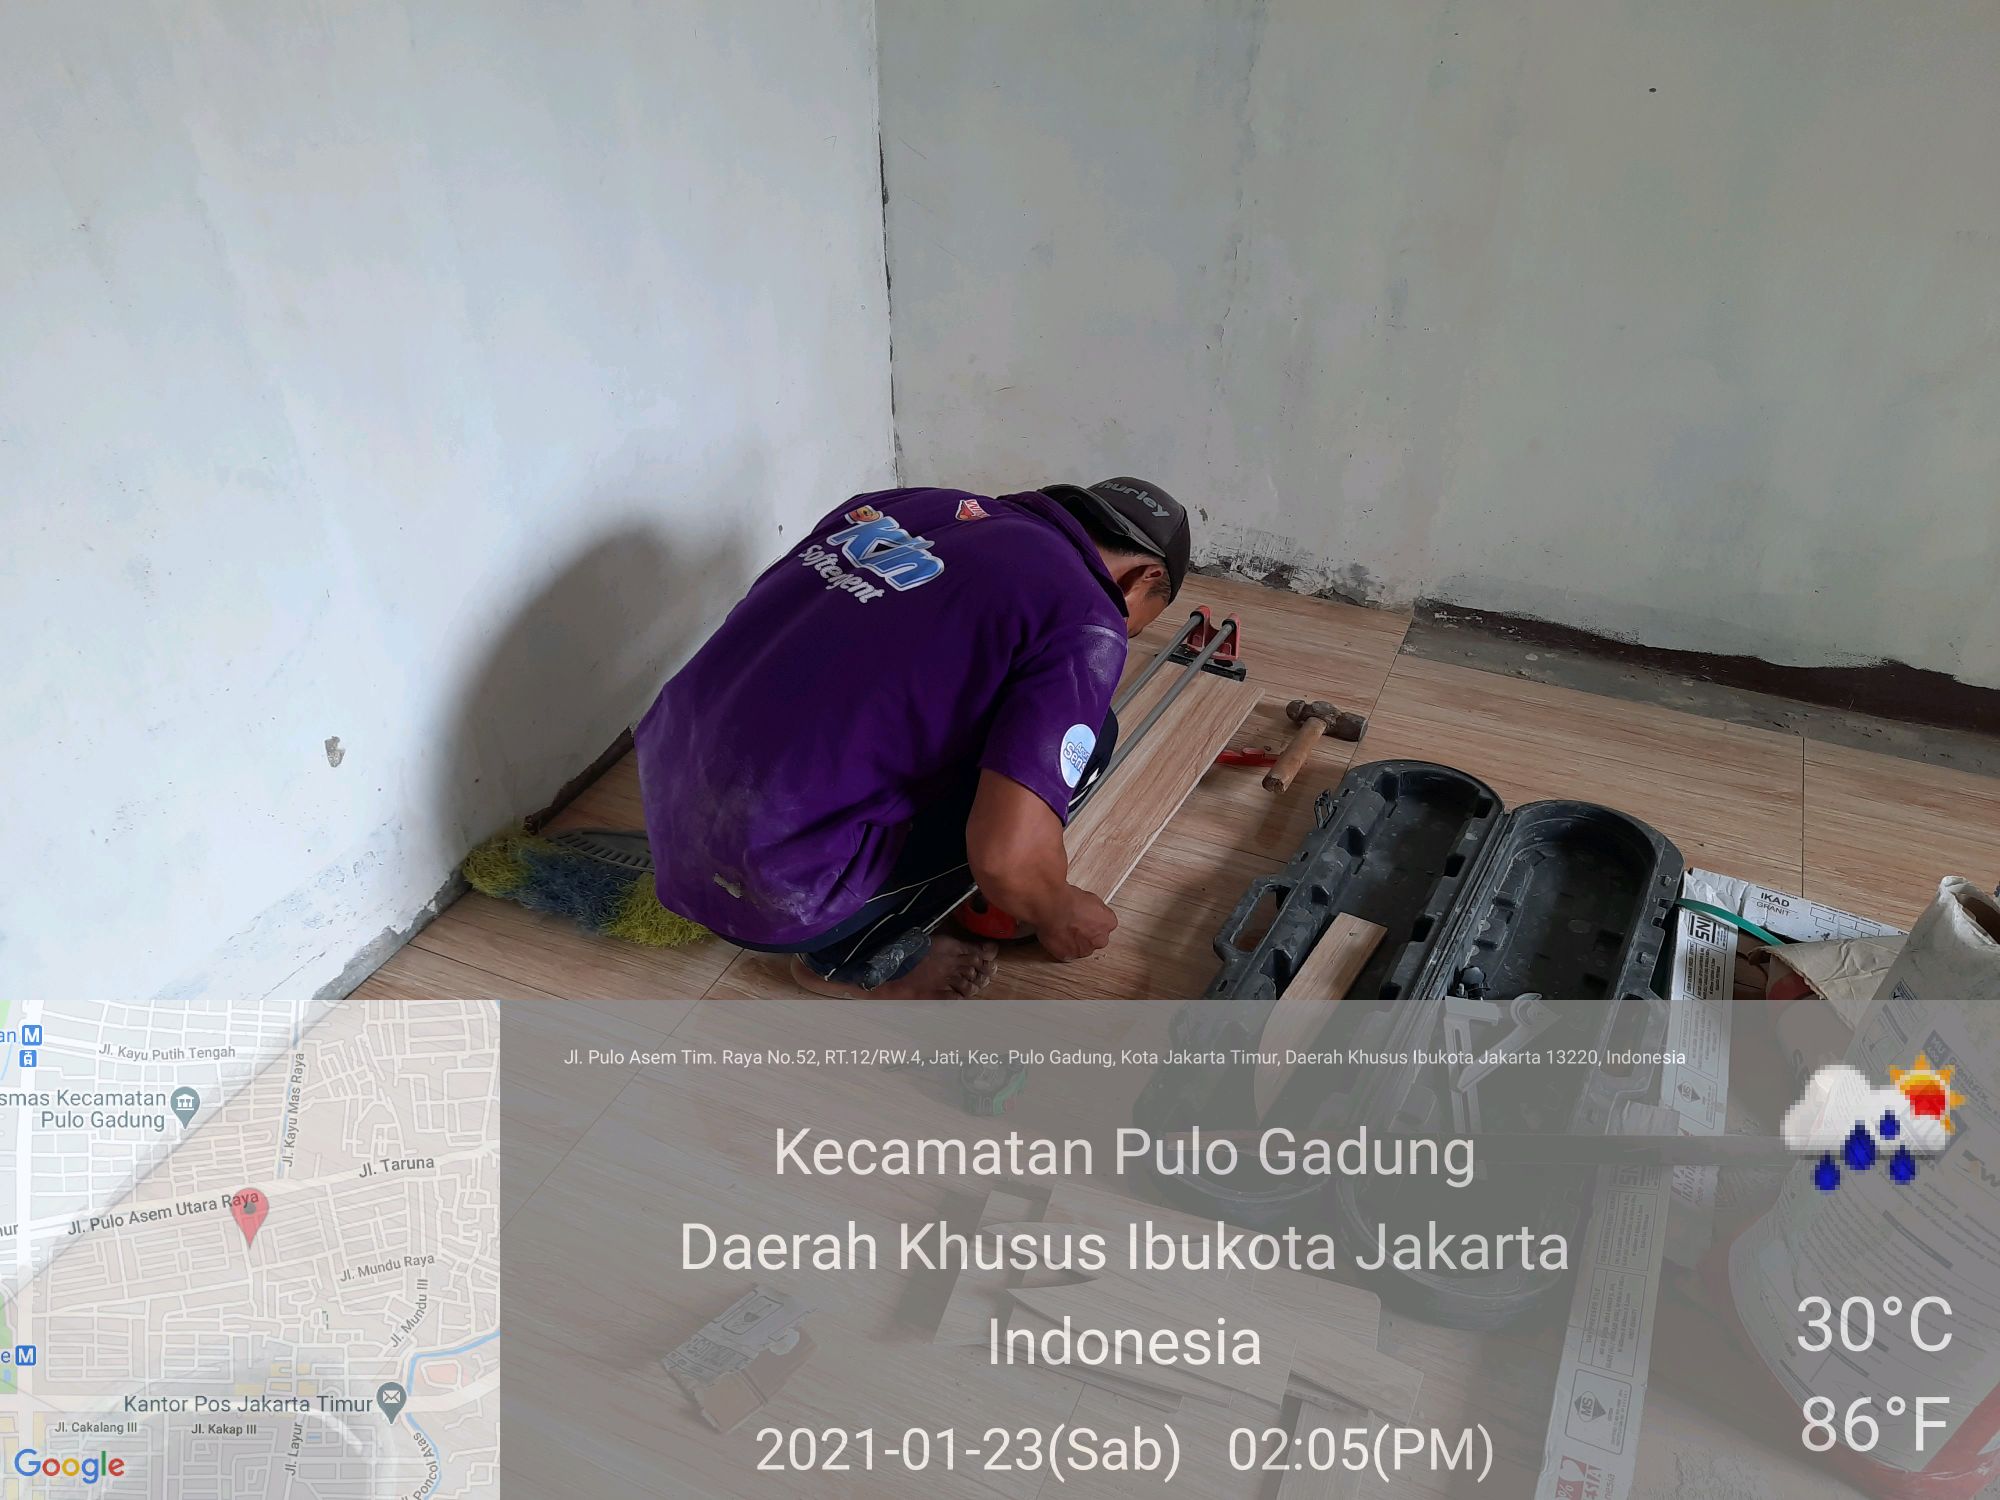 hurley
Kin
Softergent
IKAD
GRANIT
Jl. Pulo Asem Tim. Raya No.52, RT.12/RW.4, Jati, Kec. Pulo Gadung, Kota Jakarta Timur, Daerah Khusus Ibukota Jakarta 13220, Indonesia
Kecamatan Pulo Gadung
Daerah Khusus Ibukota Jakarta
Indonesia
2021-01-23(Sab) 02:05(PM)
30°C
86°F
Jl. Kayu Putih Tengah
Jl. Kayu Mas Raya
smas Kecamatan
Pulo Gadung
Jl. Taruna
Jl. Pulo Asem Utara Raya
Jl. Mundu Raya
Jl. Mundu III
Kantor Pos Jakarta Timur
Jl. Cakalang III
Jl. Kakap III
Jl. Layur
Google